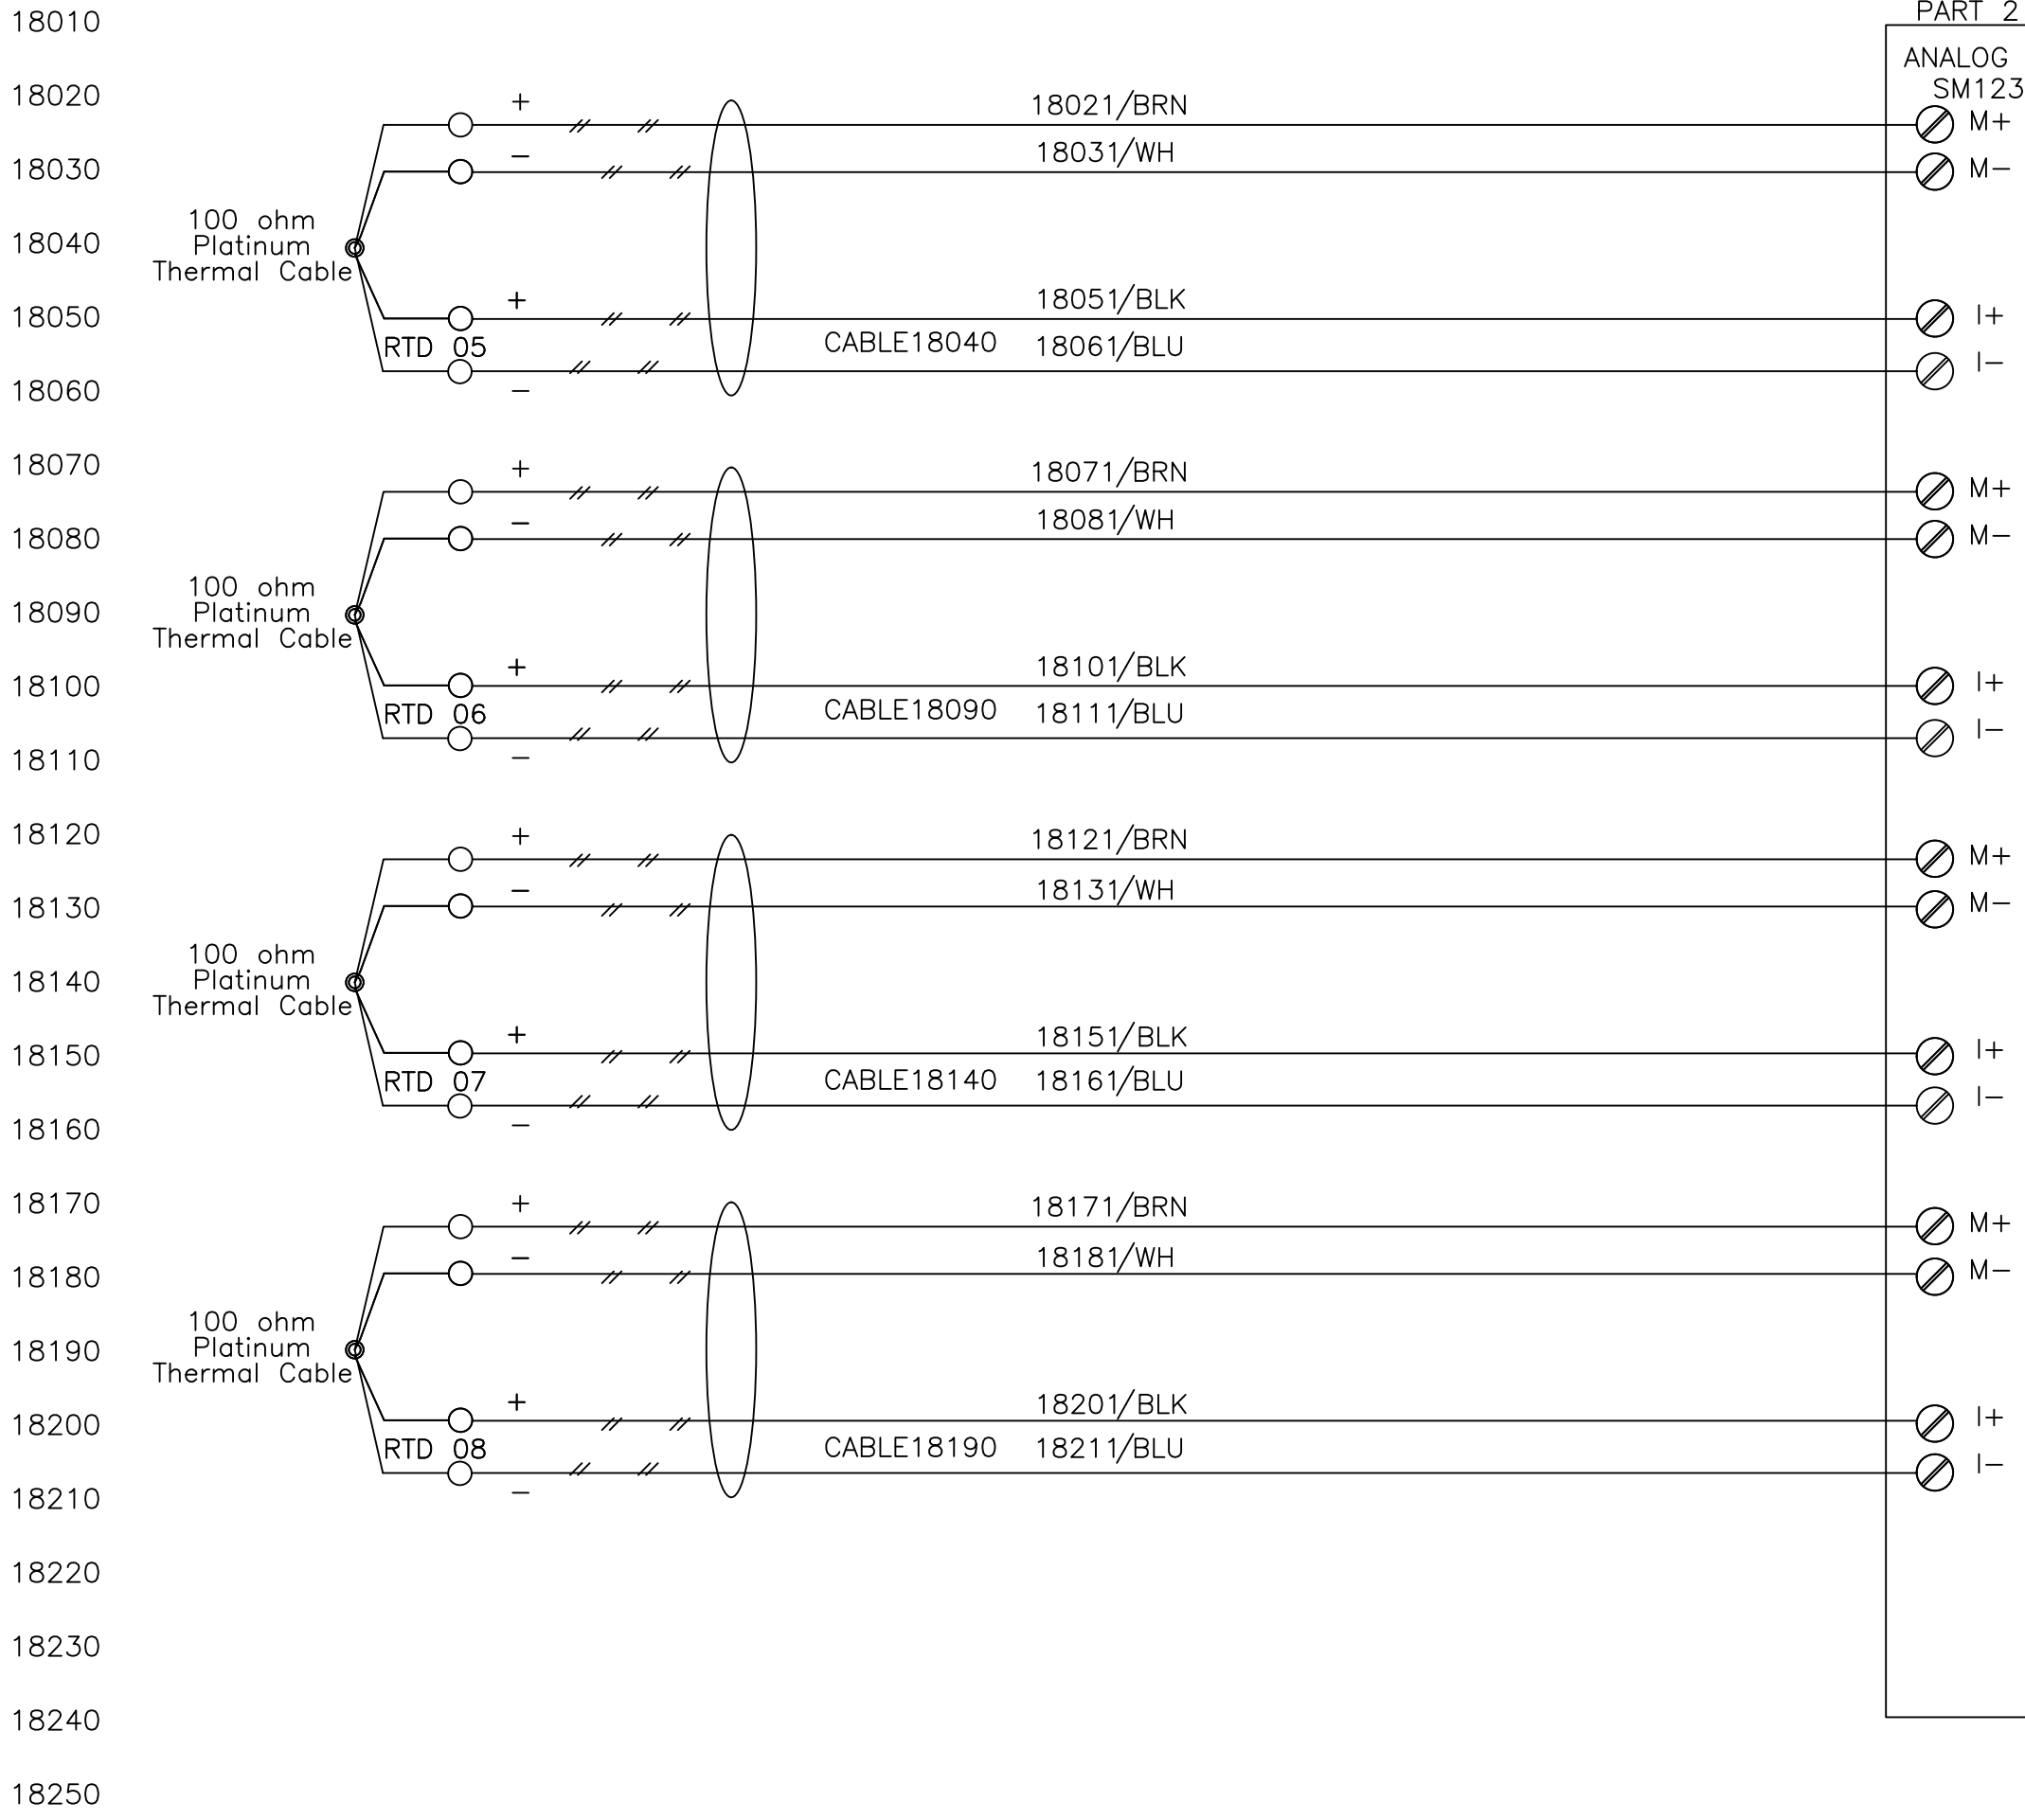 18010
PART 2
ANALOG
SM123
18020
+
18021/BRN
M+
−
18031/WH
M−
18030
100 ohm
Platinum
Thermal Cable
18040
+
18051/BLK
I+
18050
RTD 05
CABLE18040
18061/BLU
I−
18060
−
18070
+
18071/BRN
M+
−
18081/WH
M−
18080
100 ohm
Platinum
Thermal Cable
18090
+
18101/BLK
I+
18100
RTD 06
CABLE18090
18111/BLU
I−
18110
−
18120
+
18121/BRN
M+
−
18131/WH
M−
18130
100 ohm
Platinum
Thermal Cable
18140
+
18151/BLK
I+
18150
RTD 07
CABLE18140
18161/BLU
I−
18160
−
18170
+
18171/BRN
M+
−
18181/WH
M−
18180
100 ohm
Platinum
Thermal Cable
18190
+
18201/BLK
I+
18200
RTD 08
CABLE18190
18211/BLU
I−
18210
−
18220
18230
18240
18250